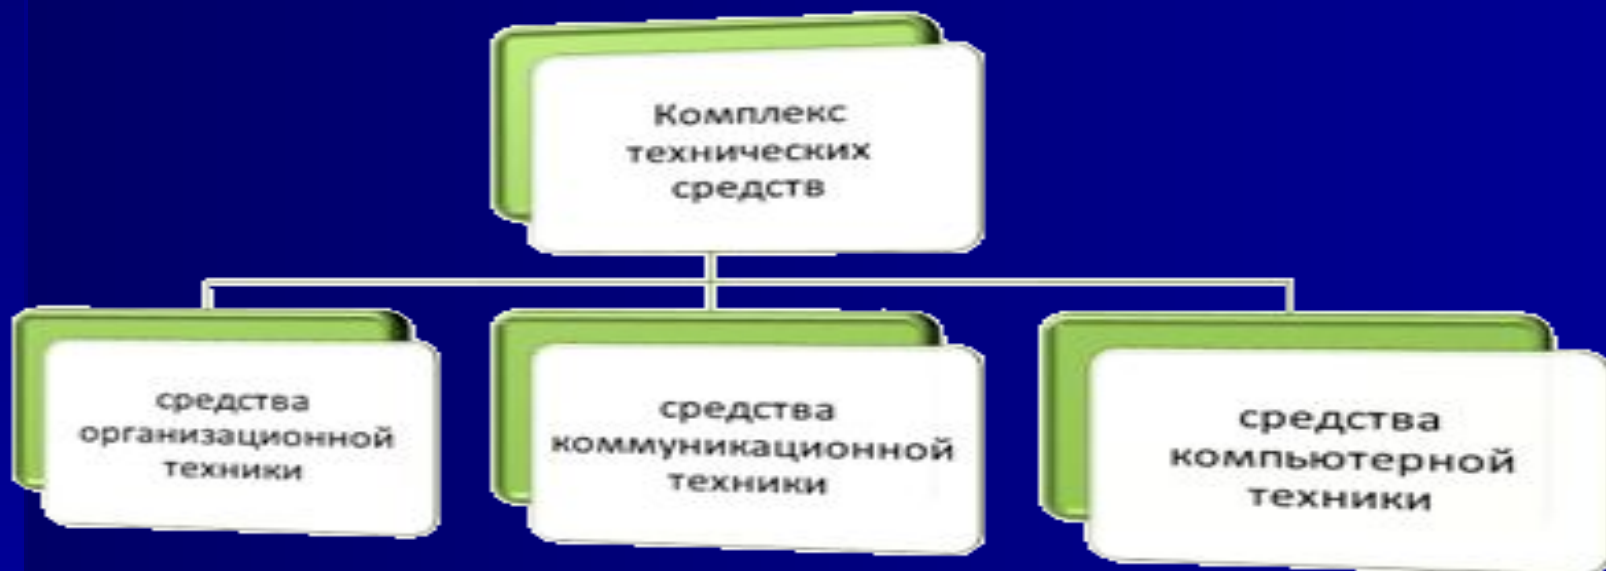 Комплекс
технических
средств
средства
организационной
техники
средства
коммуникационной
техники
средства
компьютерной
техники